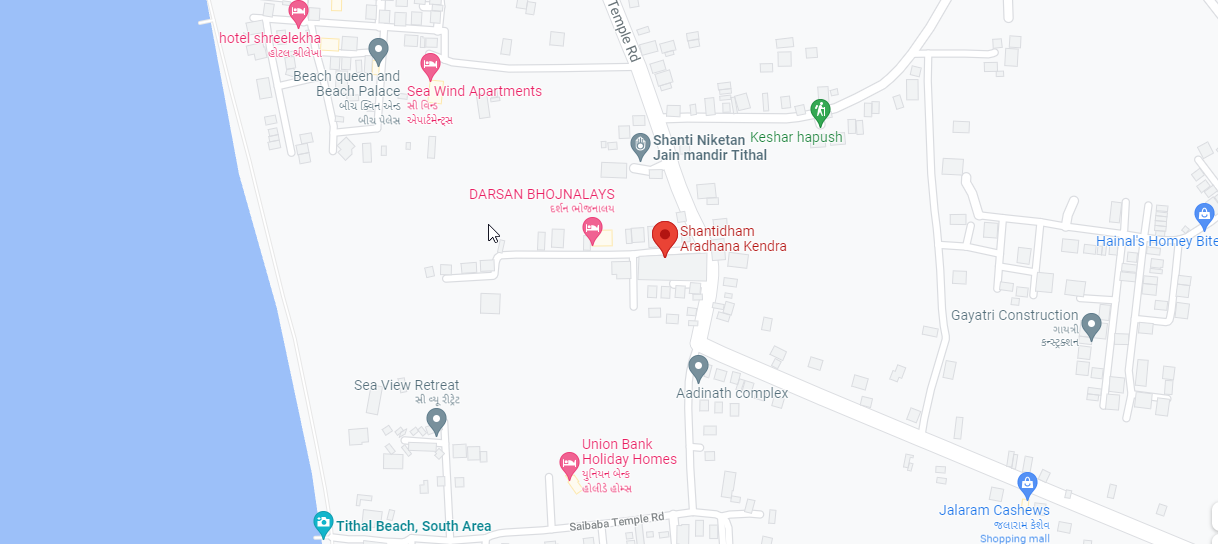 Temple Rd
hotel shreelekha
હોટલ શ્રીલેખા
Beach queen and
Beach Palace
બીચ ક્વિન એન્ડ
બીચ પેલેસ
Sea Wind Apartments
સી વિન્ડ
એપાર્ટમેન્ટ્સ
Keshar hapush
Shanti Niketan
Jain mandir Tithal
DARSAN BHOJNALAYS
દર્શન ભોજનાલય
Shantidham
Aradhana Kendra
Hainal's Homey Bite
Gayatri Construction
ગાયત્રી
કન્સ્ટ્રક્શન
Sea View Retreat
સી વ્યૂ રીટ્રેટ
Aadinath complex
Union Bank
Holiday Homes
યુનિયન બેન્ક
હોલીડે હોમ્સ
Jalaram Cashews
જલારામ કેશેવ
Shopping mall
Saibaba Temple Rd
Tithal Beach, South Area